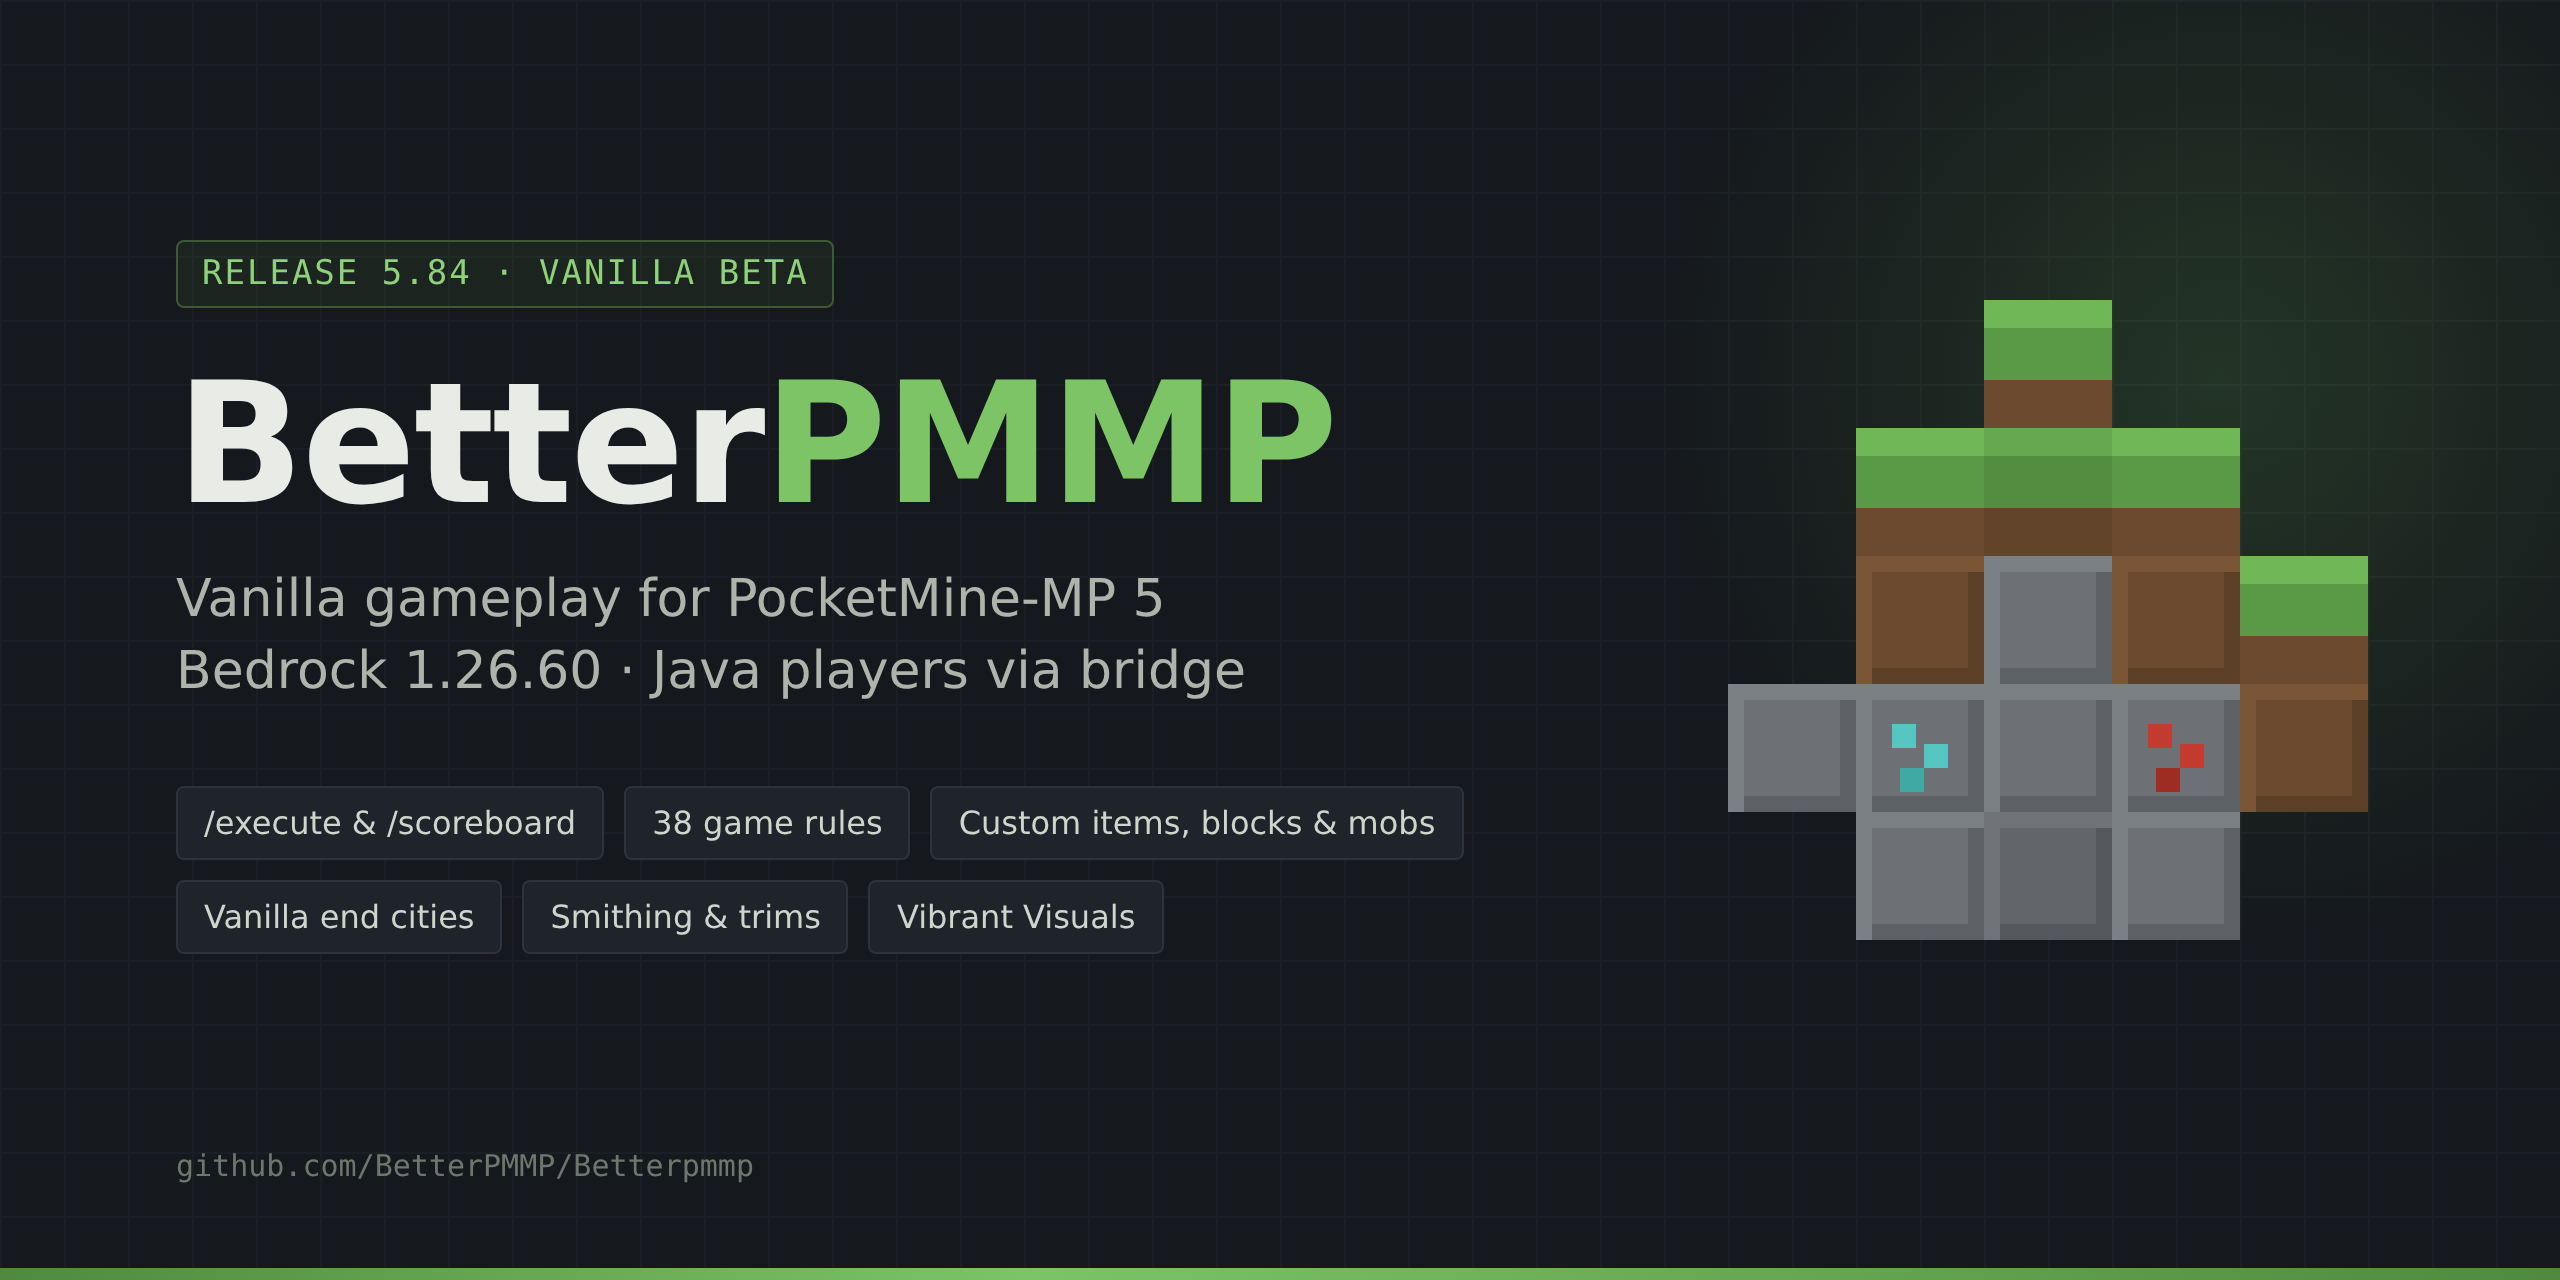 RELEASE 5.84 · VANILLA BETA
BetterPMMP
Vanilla gameplay for PocketMine-MP 5
Bedrock 1.26.60 · Java players via bridge
/execute & /scoreboard
38 game rules
Custom items, blocks & mobs
Vanilla end cities
Smithing & trims
Vibrant Visuals
github.com/BetterPMMP/Betterpmmp